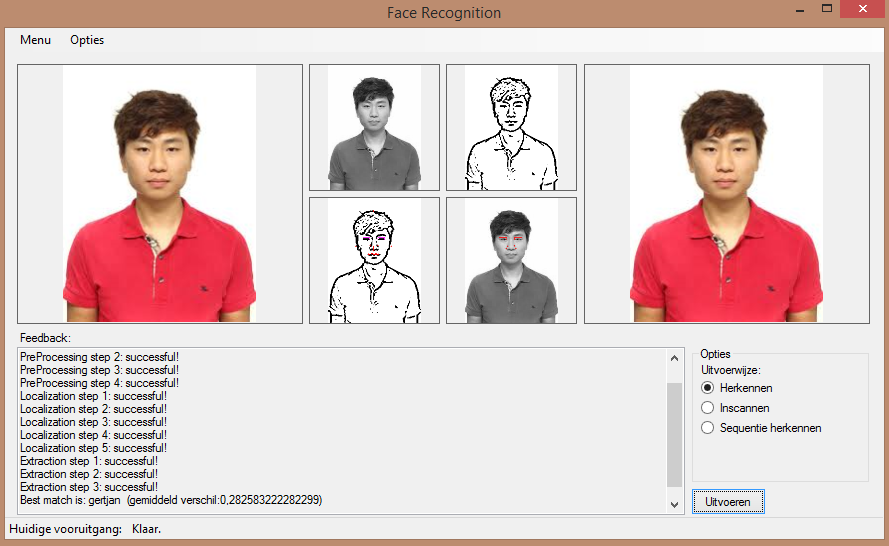 Face Recognition
Menu Opties
Feedback:
PreProcessing step 2: successful!
PreProcessing step 3: successful!
PreProcessing step 4: successful!
Localization step 1: successful!
Localization step 2: successful!
Localization step 3: successful!
Localization step 4: successful!
Localization step 5: successful!
Extraction step 1: successful!
Extraction step 2: successful!
Extraction step 3: successful!
Best match is: gertjan (gemiddeld verschil:0,282583222282299)
Opties
Uitvoerwijze:
Herkennen
Inscannen
Sequentie herkennen
Uitvoeren
Huidige vooruitgang: Klaar.